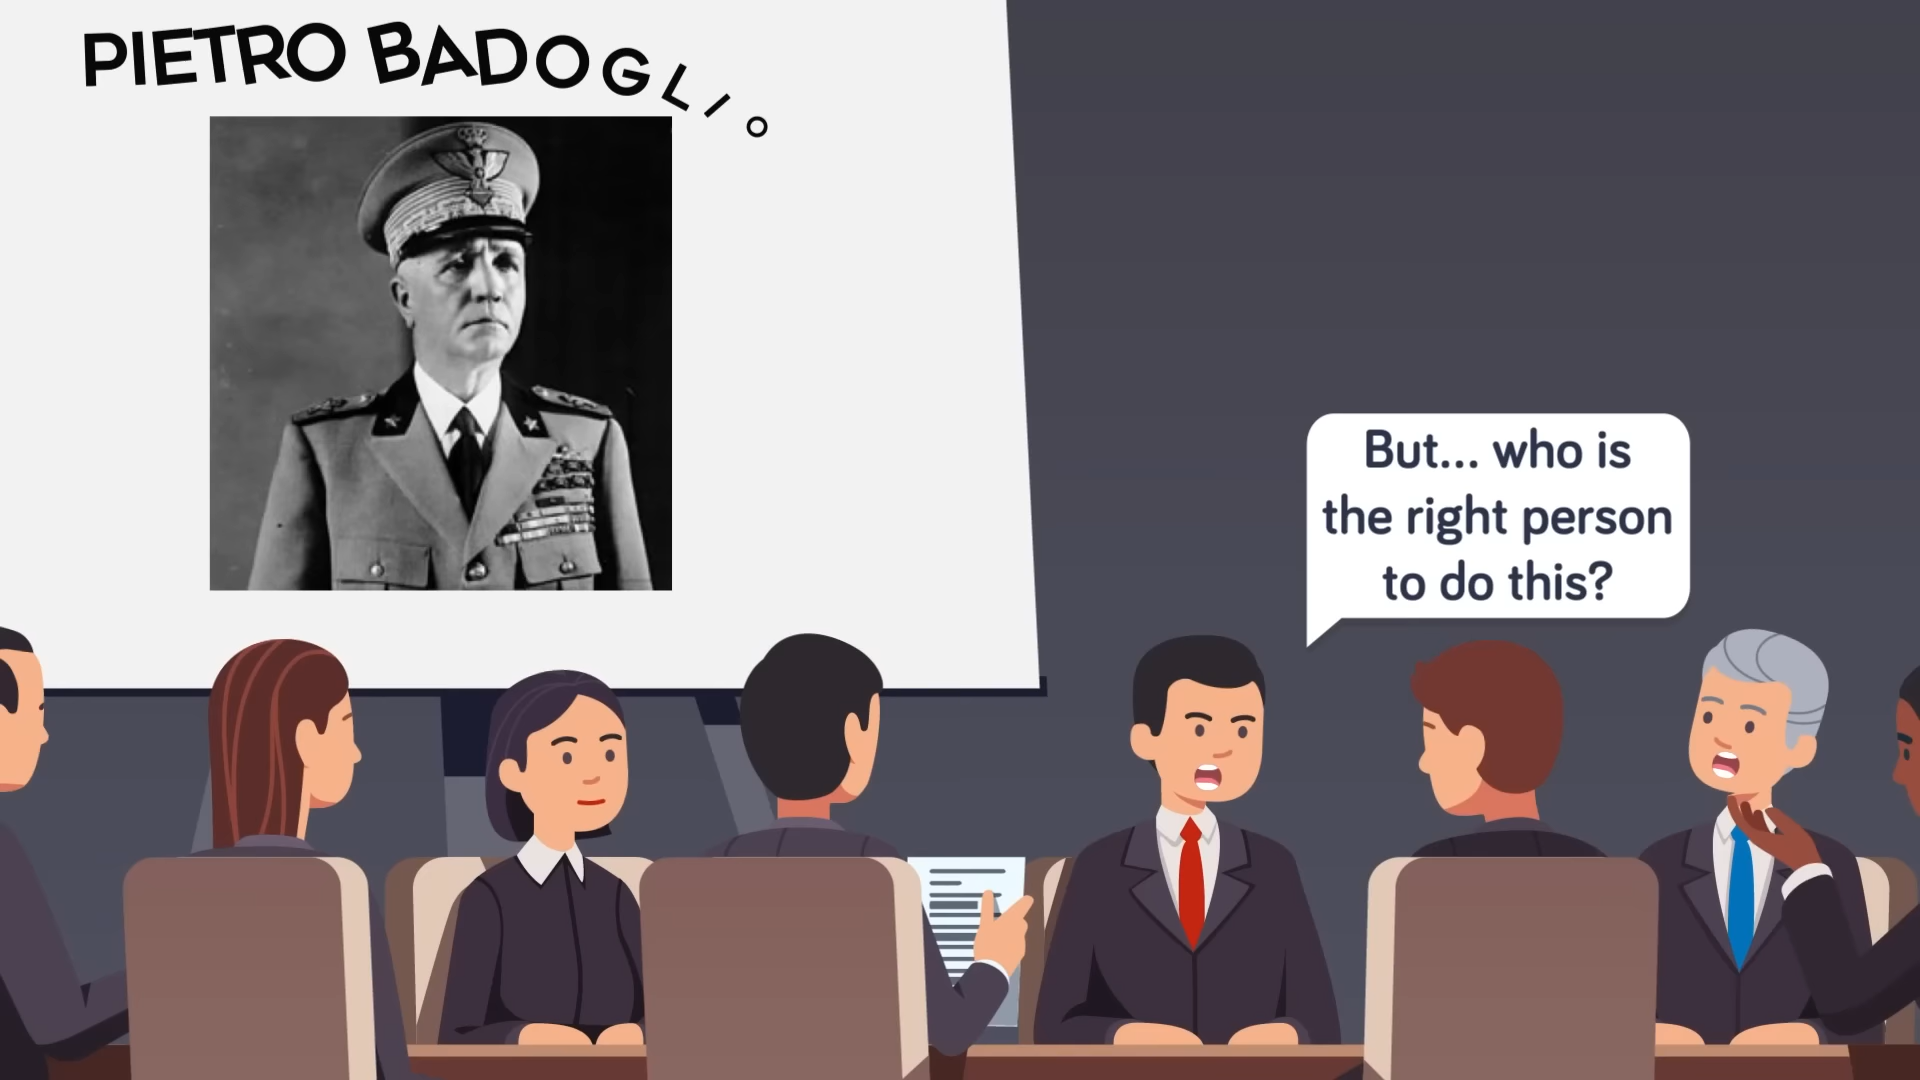 PIETRO BADOGLIO
But... who is
the right person
to do this?